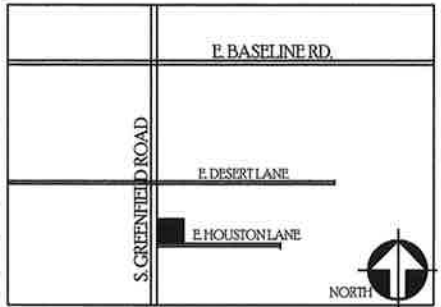 E. BASELINE RD.
S. GREENFIELD ROAD
E. DESERT LANE
E. HOUSTON LANE
NORTH